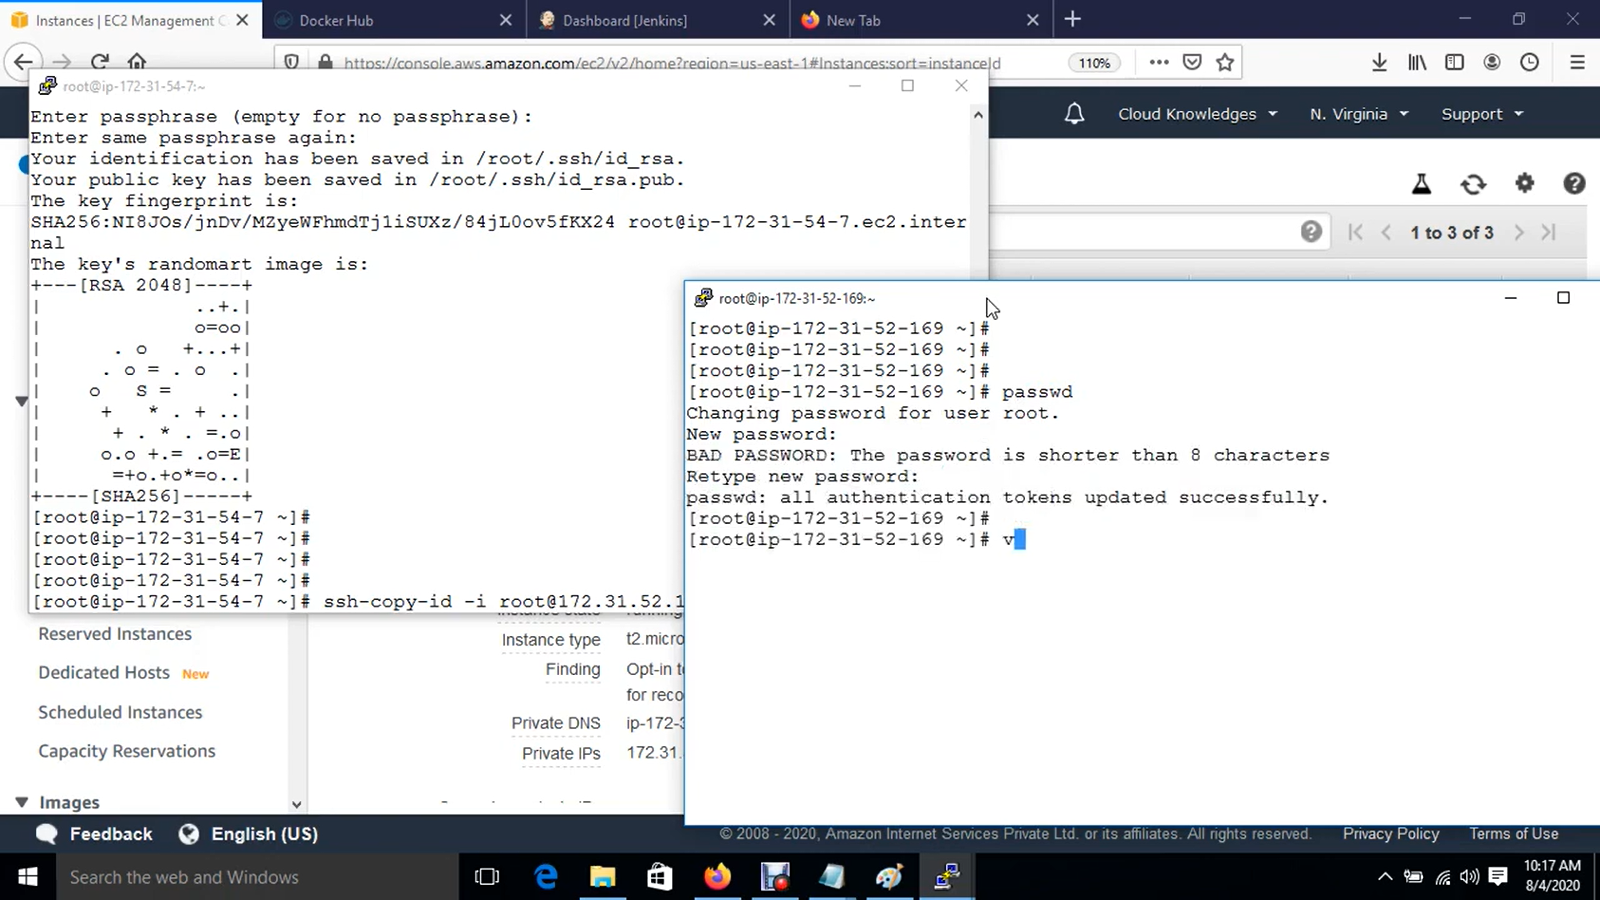 Instances | EC2 Management C
Docker Hub
Dashboard [Jenkins]
New Tab
https://console.aws.amazon.com/ec2/v2/home?region=us-east-1#Instances:sort=instanceId
110%
root@ip-172-31-54-7:~
Cloud Knowledges
N. Virginia
Support
Enter passphrase (empty for no passphrase):
Enter same passphrase again:
Your identification has been saved in /root/.ssh/id_rsa.
Your public key has been saved in /root/.ssh/id_rsa.pub.
The key fingerprint is:
SHA256:NI8JOs/jnDv/MZyeWFhmdTj1iSUXz/84jL0ov5fKX24 root@ip-172-31-54-7.ec2.inter
nal
The key's randomart image is:
+---[RSA 2048]----+
|             ..+.|
|             o=oo|
|      . o   +...+|
|     . o = . o  .|
|    o   S =     .|
|     +   * . + ..|
|      + . * . =.o|
|     o.o +.= .o=E|
|      =+o.+o*=o..|
+----[SHA256]-----+
[root@ip-172-31-54-7 ~]#
[root@ip-172-31-54-7 ~]#
[root@ip-172-31-54-7 ~]#
[root@ip-172-31-54-7 ~]#
[root@ip-172-31-54-7 ~]# ssh-copy-id -i root@172.31.52.1
1 to 3 of 3
root@ip-172-31-52-169:~
[root@ip-172-31-52-169 ~]#
[root@ip-172-31-52-169 ~]#
[root@ip-172-31-52-169 ~]#
[root@ip-172-31-52-169 ~]# passwd
Changing password for user root.
New password:
BAD PASSWORD: The password is shorter than 8 characters
Retype new password:
passwd: all authentication tokens updated successfully.
[root@ip-172-31-52-169 ~]#
[root@ip-172-31-52-169 ~]# v
Reserved Instances
Dedicated Hosts New
Scheduled Instances
Capacity Reservations
Images
Instance type t2.micro
Finding Opt-in to
for reco
Private DNS ip-172-3
Private IPs 172.31.
Feedback
English (US)
© 2008 - 2020, Amazon Internet Services Private Ltd. or its affiliates. All rights reserved.
Privacy Policy
Terms of Use
Search the web and Windows
10:17 AM
8/4/2020